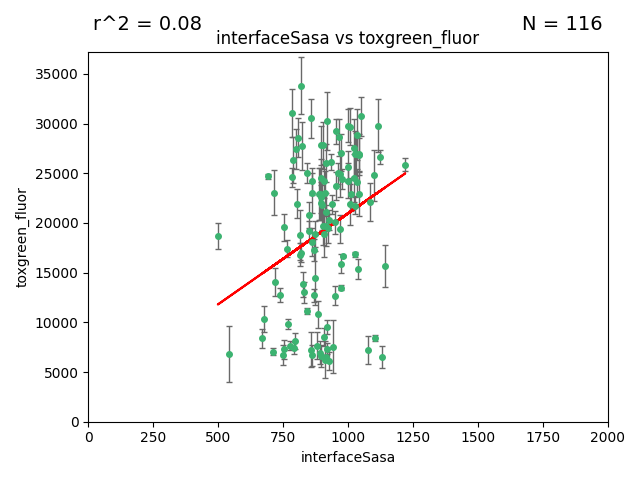 r^2 = 0.08
N = 116
interfaceSasa vs toxgreen_fluor
toxgreen_fluor
35000
30000
25000
20000
15000
10000
5000
0
0 250 500 750 1000 1250 1500 1750 2000
interfaceSasa